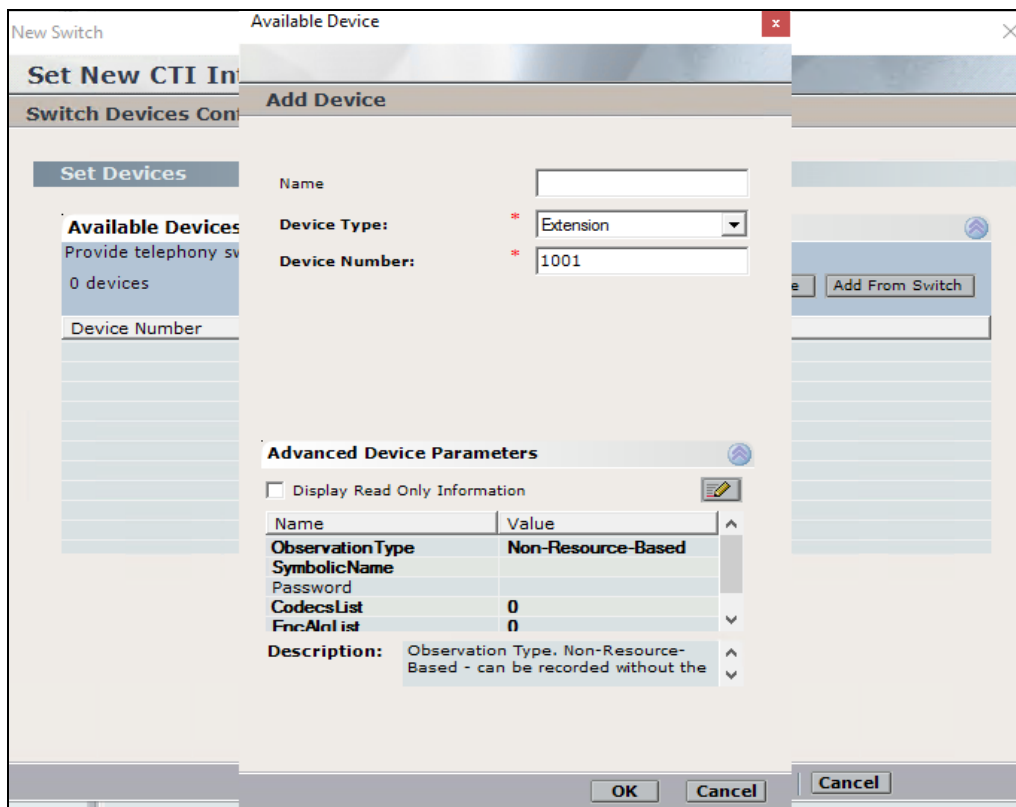 New Switch
Set New CTI Int
Switch Devices Conf
Set Devices
Available Devices
Provide telephony sw
0 devices
Add From Switch
Device Number
Cancel
Available Device
x
Add Device
Name
Device Type: * Extension
Device Number: * 1001
Advanced Device Parameters
Display Read Only Information
Name Value
ObservationType Non-Resource-Based
SymbolicName
Password
CodecsList 0
EncAlgList 0
Description: Observation Type. Non-Resource-
Based - can be recorded without the
OK Cancel